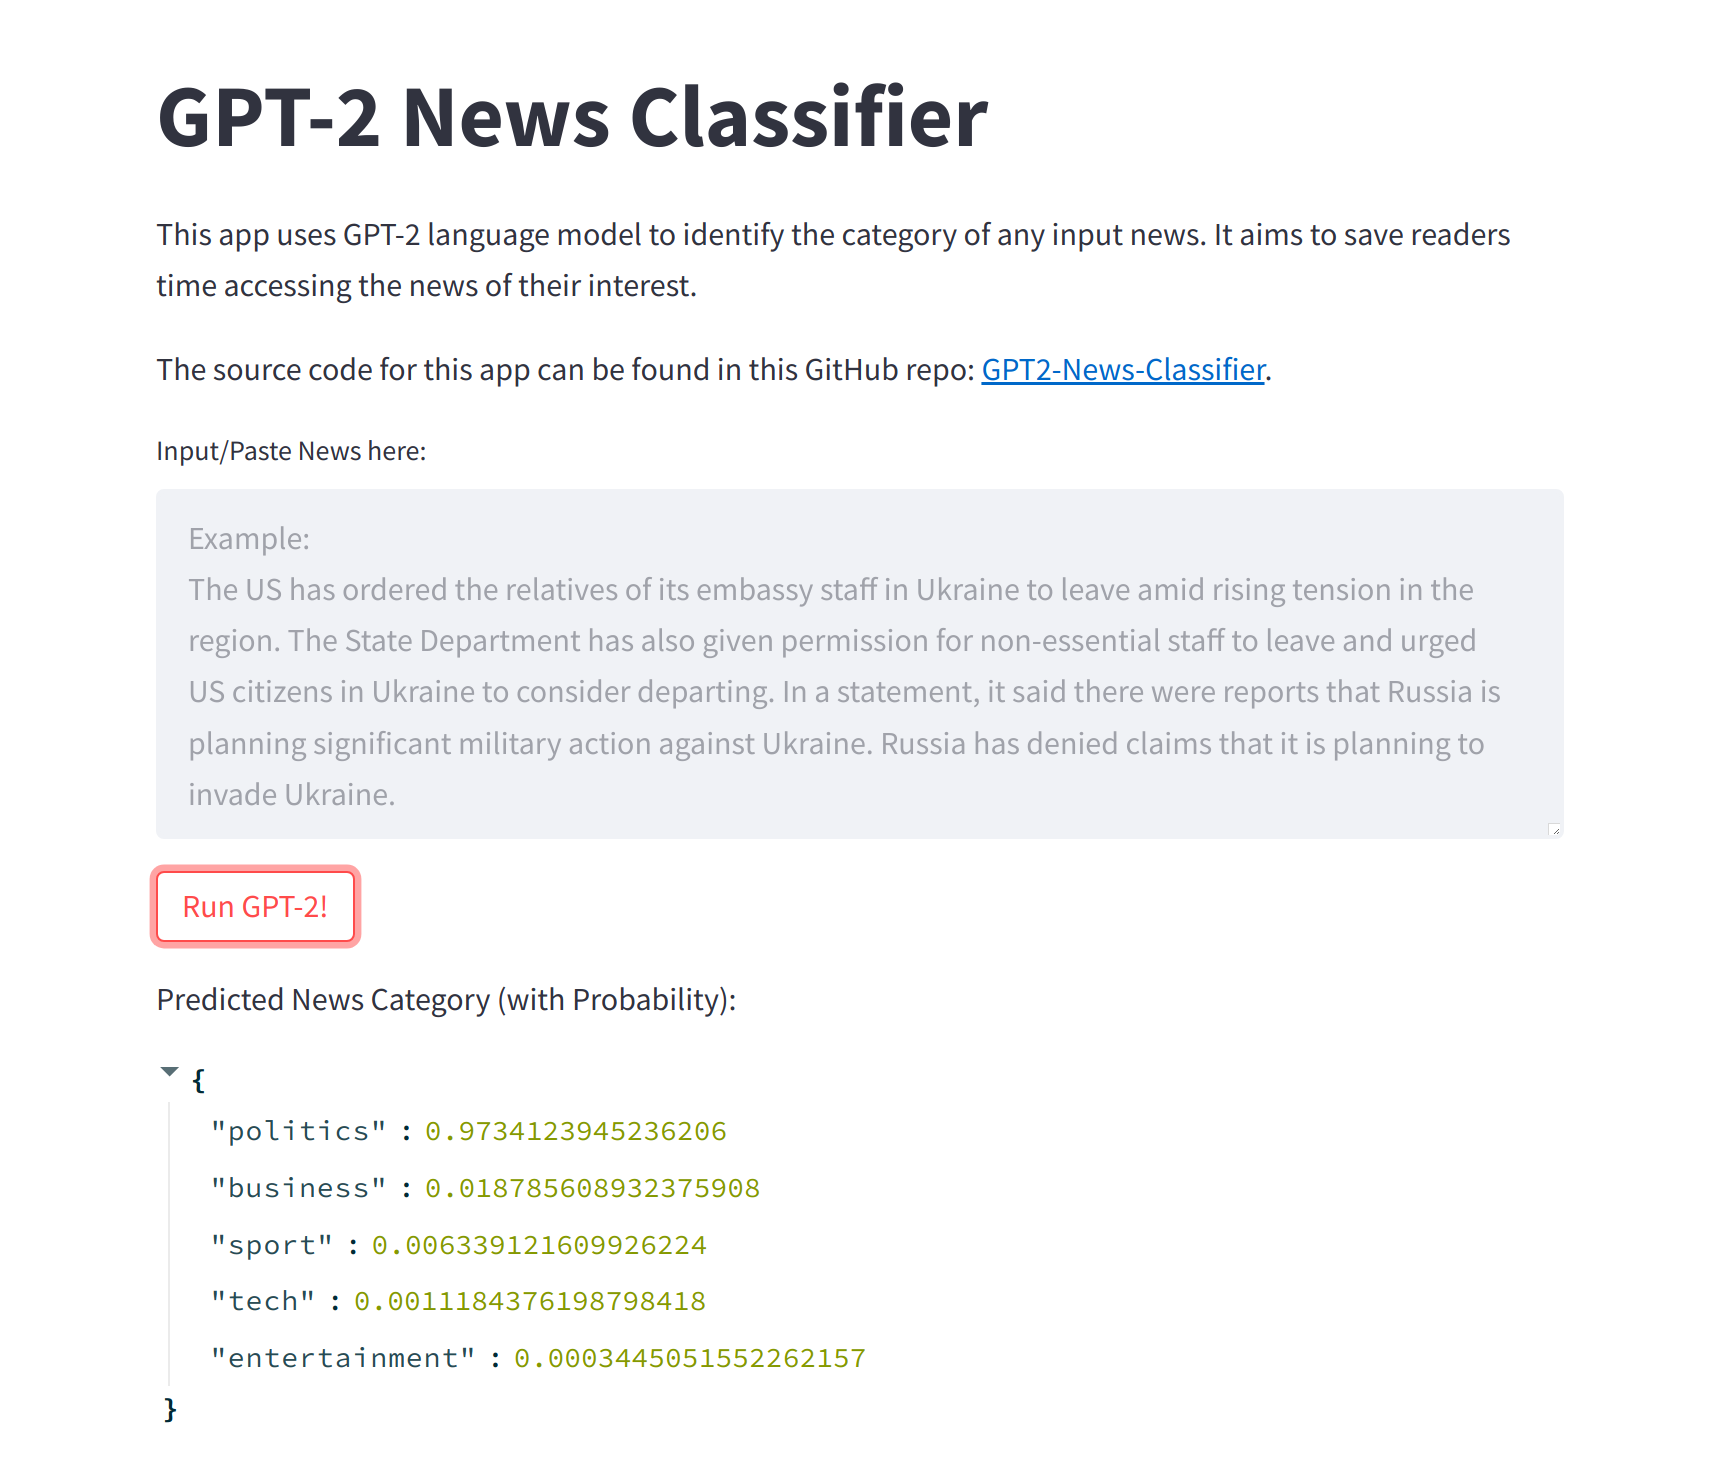 GPT-2 News Classifier
This app uses GPT-2 language model to identify the category of any input news. It aims to save readers
time accessing the news of their interest.
The source code for this app can be found in this GitHub repo: GPT2-News-Classifier.
Input/Paste News here:
Example:
The US has ordered the relatives of its embassy staff in Ukraine to leave amid rising tension in the
region. The State Department has also given permission for non-essential staff to leave and urged
US citizens in Ukraine to consider departing. In a statement, it said there were reports that Russia is
planning significant military action against Ukraine. Russia has denied claims that it is planning to
invade Ukraine.
Run GPT-2!
Predicted News Category (with Probability):
{
"politics" : 0.9734123945236206
"business" : 0.018785608932375908
"sport" : 0.006339121609926224
"tech" : 0.0011184376198798418
"entertainment" : 0.0003445051552262157
}